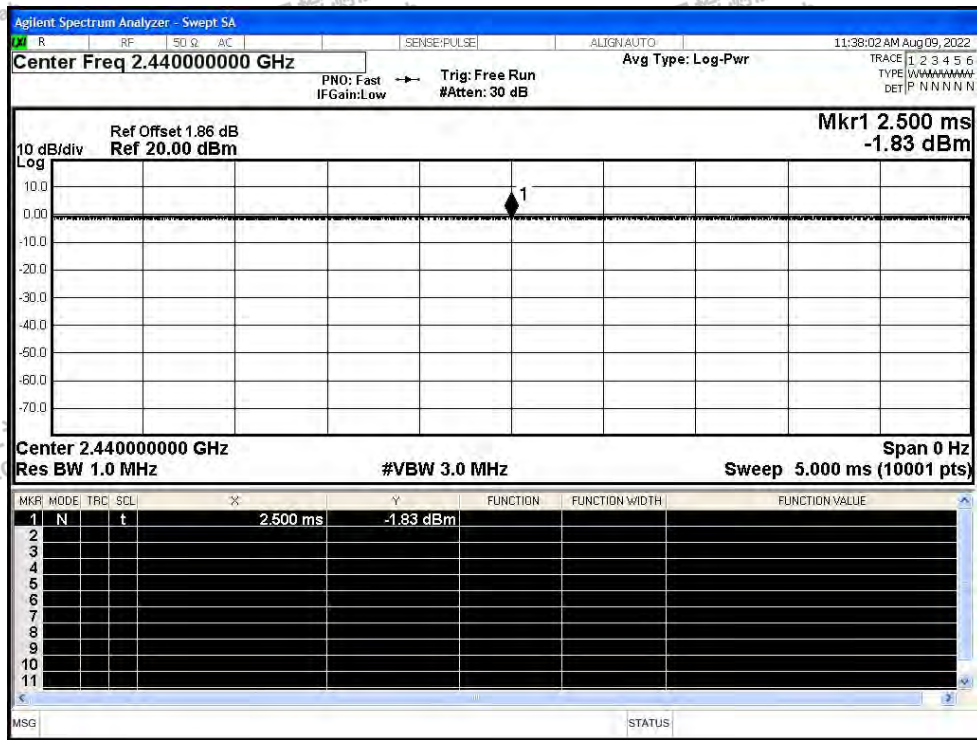 Agilent Spectrum Analyzer - Swept SA
LXI R RF 50 Ω AC SENSE:PULSE ALIGN AUTO 11:38:02 AM Aug 09, 2022
Center Freq 2.440000000 GHz Avg Type: Log-Pwr TRACE 1 2 3 4 5 6
PNO: Fast Trig: Free Run TYPE WWWWWW
IFGain:Low #Atten: 30 dB DET P N N N N N
Mkr1 2.500 ms
Ref Offset 1.86 dB
10 dB/div Ref 20.00 dBm -1.83 dBm
Log
10.0
1
0.00
-10.0
-20.0
-30.0
-40.0
-50.0
-60.0
-70.0
Center 2.440000000 GHz Span 0 Hz
Res BW 1.0 MHz #VBW 3.0 MHz Sweep 5.000 ms (10001 pts)
MKR MODE TRC SCL X Y FUNCTION FUNCTION WIDTH FUNCTION VALUE
1 N t 2.500 ms -1.83 dBm
2
3
4
5
6
7
8
9
10
11
MSG STATUS